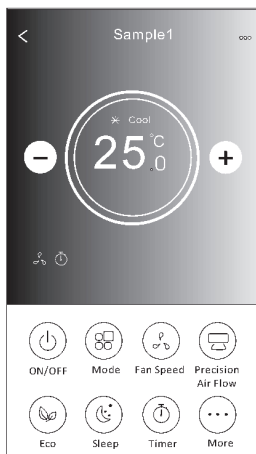 Sample1
Cool
25.0°C
ON/OFF
Mode
Fan Speed
Precision
Air Flow
Eco
Sleep
Timer
More